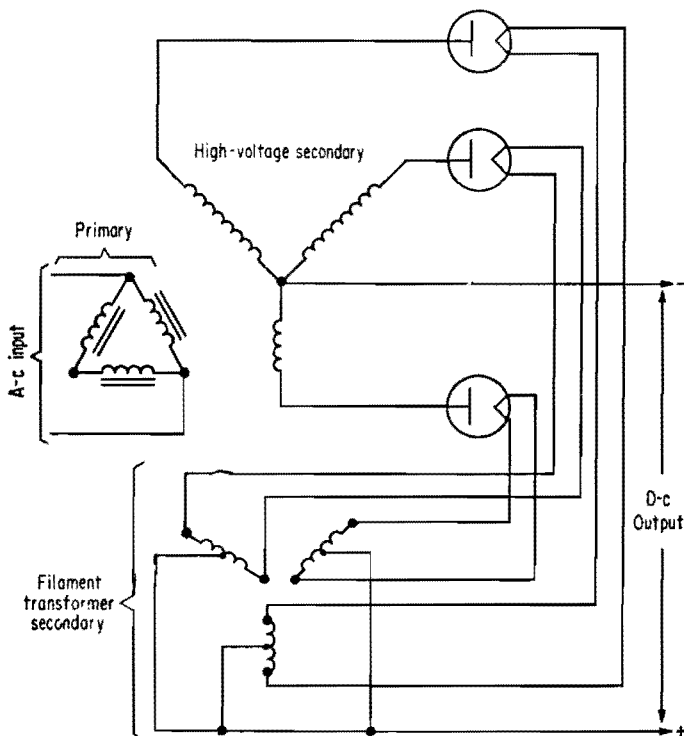 High-voltage secondary
Primary
A-c input
-
D-c
Output
Filament
transformer
secondary
+